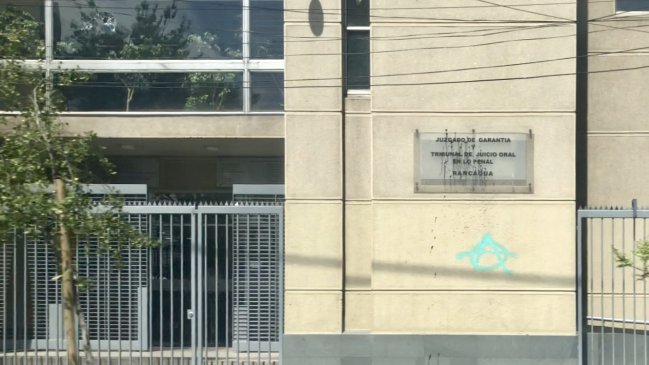 JUZGADO DE GARANTIA
Y
TRIBUNAL DE JUICIO ORAL
EN LO PENAL
RANCAGUA